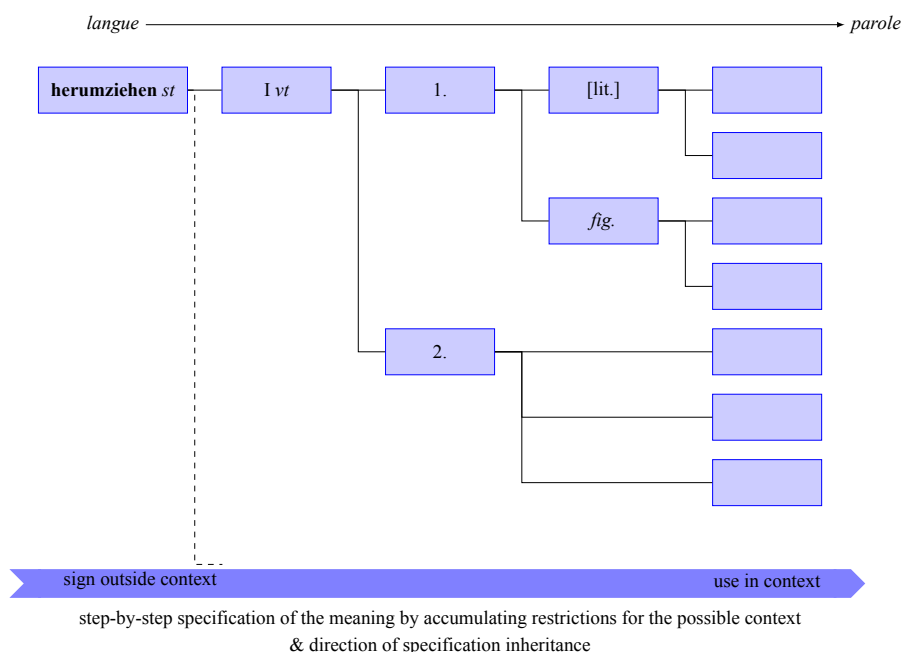 langue parole
herumziehen st I vt 1. [lit.]
fig.
2.
sign outside context use in context
step-by-step specification of the meaning by accumulating restrictions for the possible context
& direction of specification inheritance